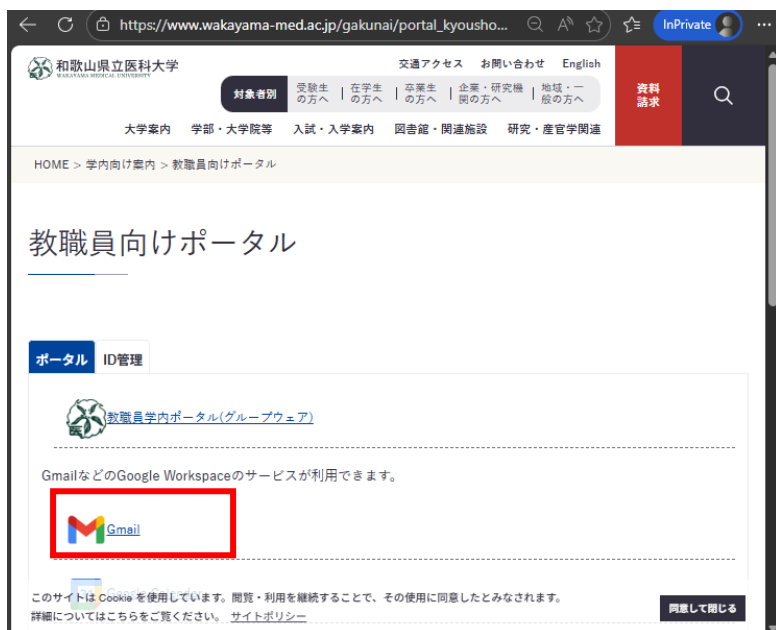 https://www.wakayama-med.ac.jp/gakunai/portal_kyousho...
InPrivate
和歌山県立医科大学
WAKAYAMA MEDICAL UNIVERSITY
交通アクセス お問い合わせ English
対象者別
受験生の方へ
在学生の方へ
卒業生の方へ
企業・研究機関の方へ
地域・一般の方へ
資料請求
大学案内 学部・大学院等 入試・入学案内 図書館・関連施設 研究・産官学関連
HOME > 学内向け案内 > 教職員向けポータル
教職員向けポータル
ポータル ID管理
教職員学内ポータル(グループウェア)
GmailなどのGoogle Workspaceのサービスが利用できます。
Gmail
このサイトは Cookie を使用しています。閲覧・利用を継続することで、その使用に同意したとみなされます。
詳細についてはこちらをご覧ください。 サイトポリシー
同意して閉じる